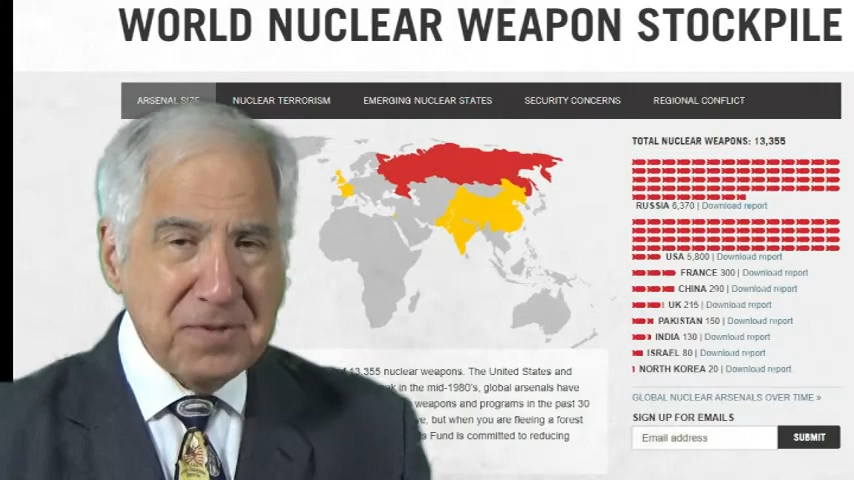 WORLD NUCLEAR WEAPON STOCKPILE
ARSENAL SIZE NUCLEAR TERRORISM EMERGING NUCLEAR STATES SECURITY CONCERNS REGIONAL CONFLICT
TOTAL NUCLEAR WEAPONS: 13,355
RUSSIA 6,370 | Download report
USA 5,800 | Download report
FRANCE 300 | Download report
CHINA 290 | Download report
UK 215 | Download report
PAKISTAN 150 | Download report
INDIA 130 | Download report
ISRAEL 80 | Download report
NORTH KOREA 20 | Download report
GLOBAL NUCLEAR ARSENALS OVER TIME »
SIGN UP FOR EMAILS
Email address SUBMIT
13,355 nuclear weapons. The United States and
in the mid-1980's, global arsenals have
weapons and programs in the past 30
but when you are fleeing a forest
Fund is committed to reducing